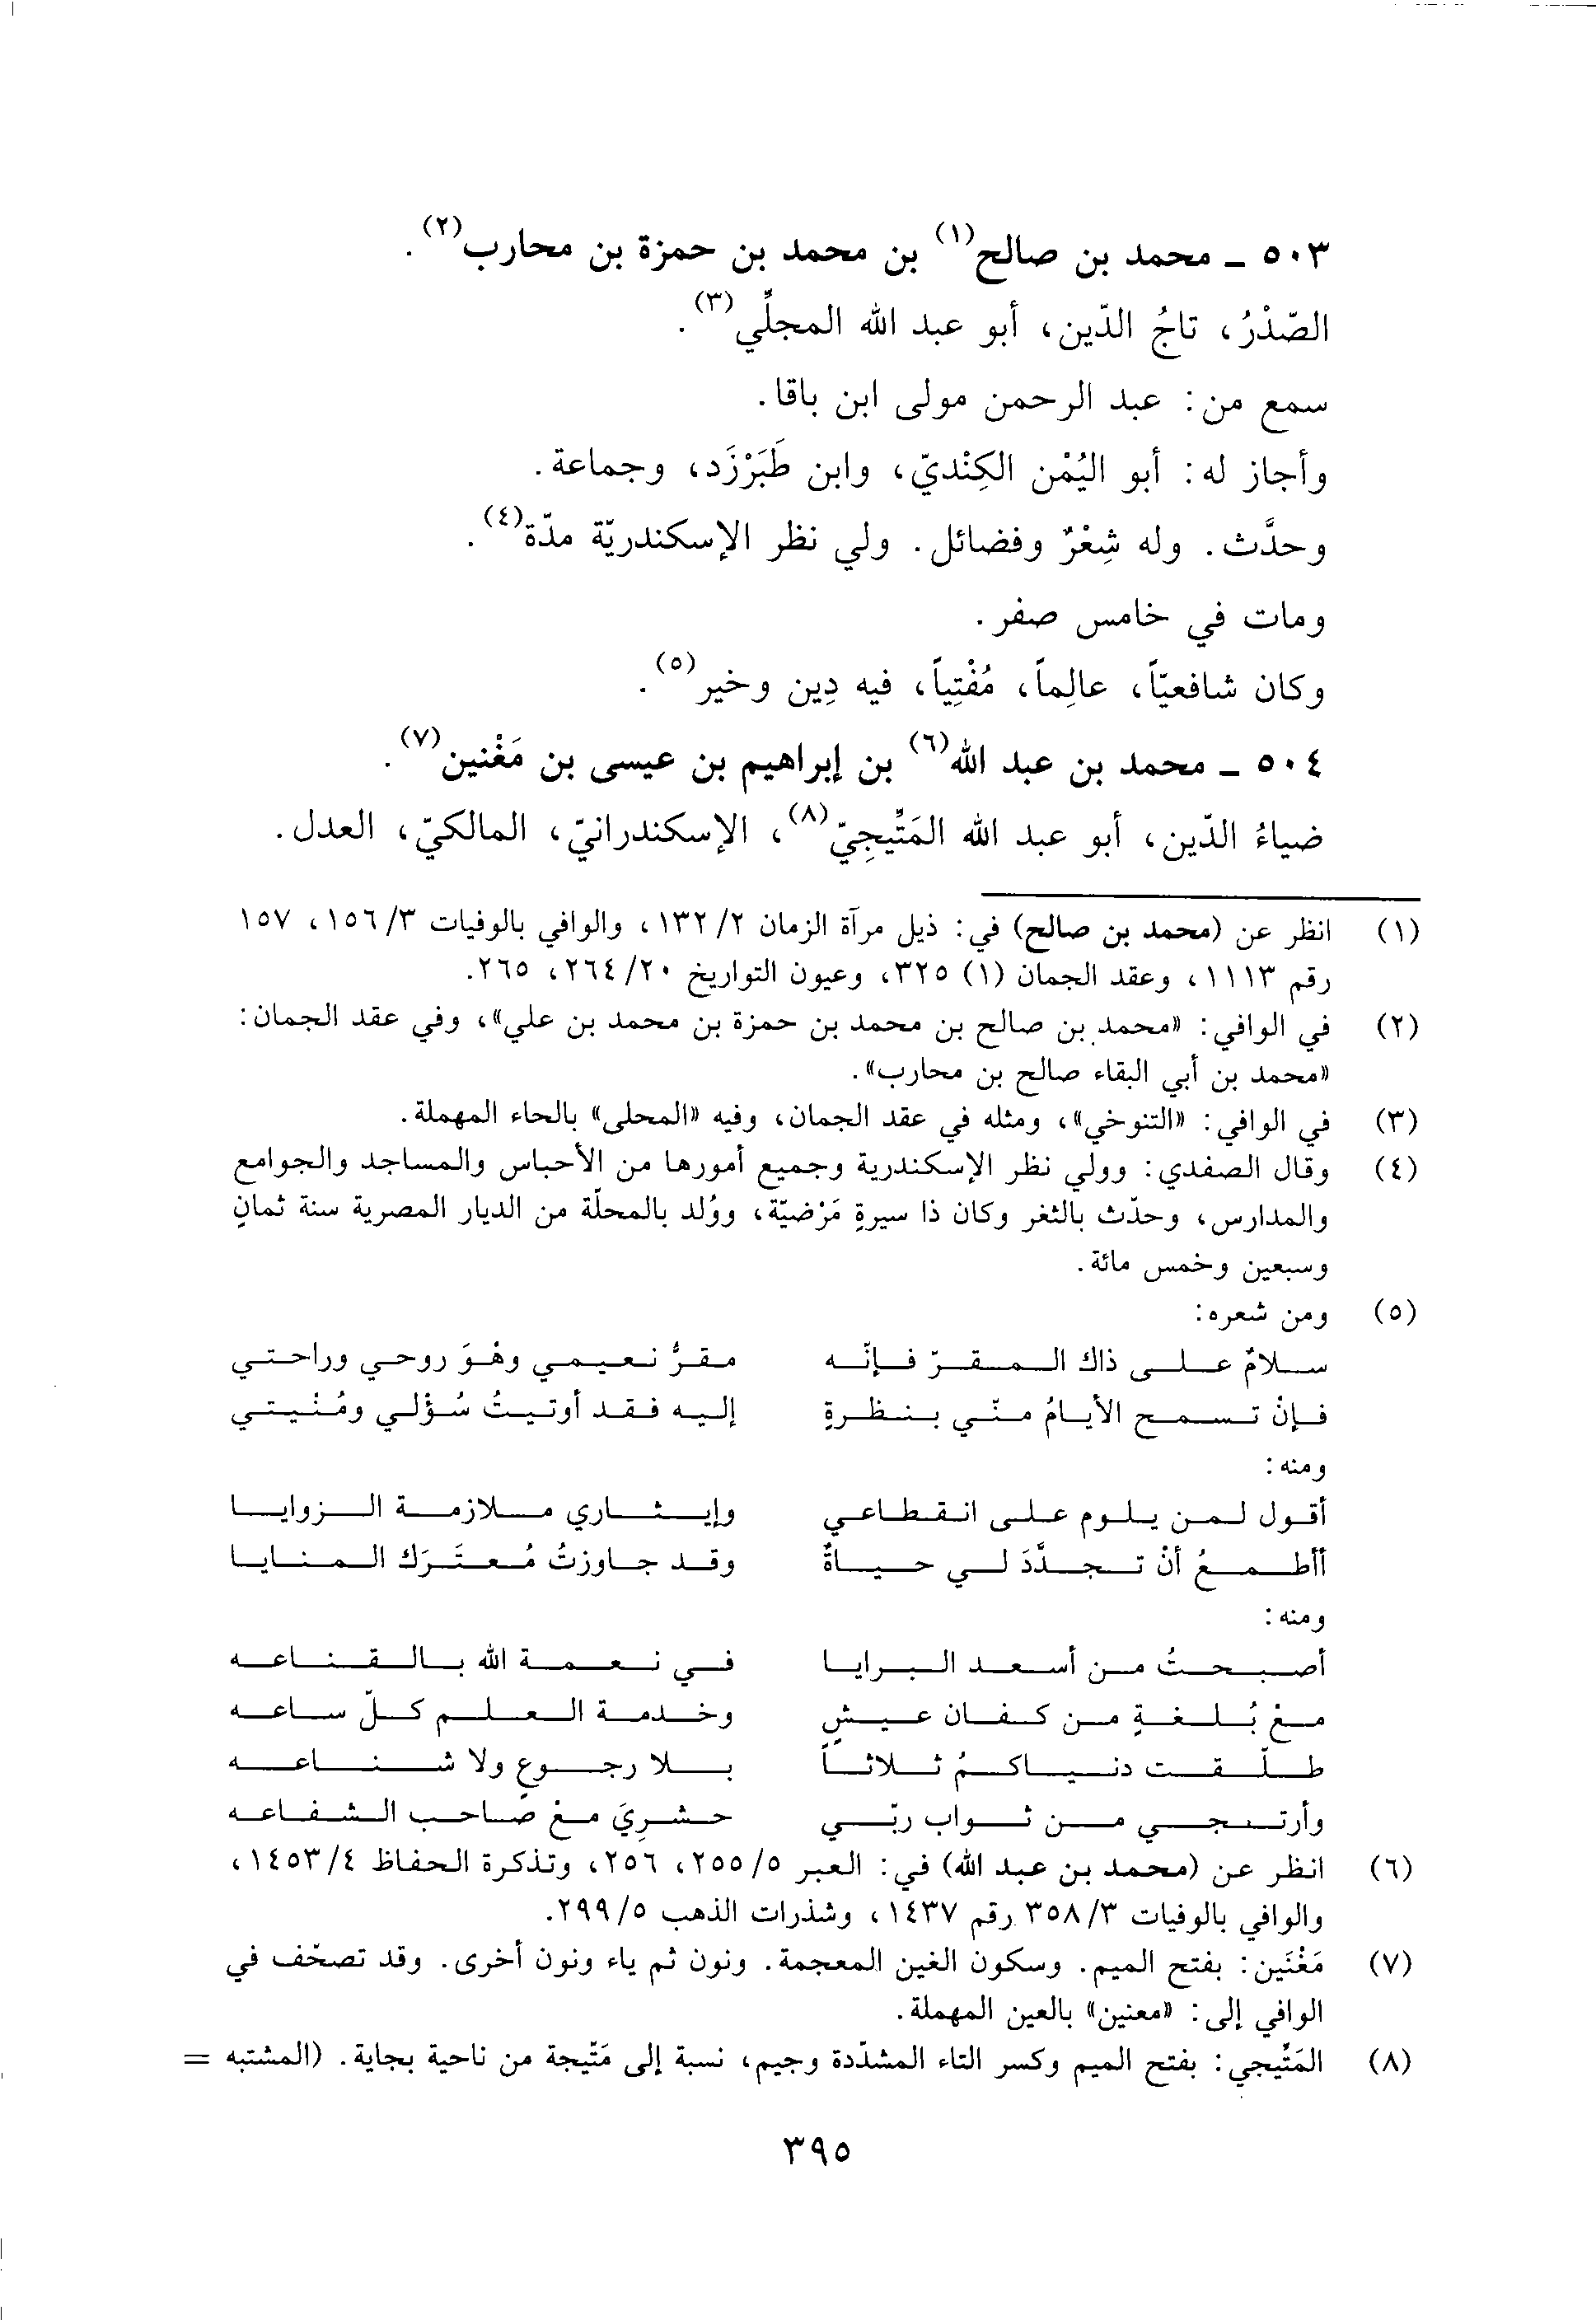 ٥٠٣ ـ محمد بن صالح(١) بن محمد بن حمزة بن محارب(٢).
الصّدْرُ، تاجُ الدّين، أبو عبد الله المجلّي(٣).
سمع من: عبد الرحمن مولى ابن باقا.
وأجاز له: أبو اليُمْن الكِنْديّ، وابن طَبَرْزَد، وجماعة.
وحدَّث. وله شِعْرٌ وفضائل. ولي نظر الإسكندريّة مدّة(٤).
ومات في خامس صفر.
وكان شافعيّاً، عالِماً، مُفْتِياً، فيه دِين وخير(٥).
٥٠٤ ـ محمد بن عبد الله(٦) بن إبراهيم بن عيسى بن مَغْنين(٧).
ضياءُ الدّين، أبو عبد الله المَتِّيجِيّ(٨)، الإسكندرانيّ، المالكيّ، العدل.
(١) انظر عن (محمد بن صالح) في: ذيل مرآة الزمان ٢/ ١٣٢، والوافي بالوفيات ٣/ ١٥٦، ١٥٧
رقم ١١١٣، وعقد الجمان (١) ٣٢٥، وعيون التواريخ ٢٠/ ٢٦٤، ٢٦٥.
(٢) في الوافي: «محمد بن صالح بن محمد بن حمزة بن محمد بن علي»، وفي عقد الجمان:
«محمد بن أبي البقاء صالح بن محارب».
(٣) في الوافي: «التنوخي»، ومثله في عقد الجمان، وفيه «المحلى» بالحاء المهملة.
(٤) وقال الصفدي: وولي نظر الإسكندرية وجميع أمورها من الأحباس والمساجد والجوامع
والمدارس، وحدّث بالثغر وكان ذا سيرةٍ مَرْضيّة، ووُلد بالمحلّة من الديار المصرية سنة ثمانٍ
وسبعين وخمس مائة.
(٥) ومن شعره:
سلامٌ على ذاك المقرّ فإنّه مقرُّ نعيمي وهْوَ روحي وراحتي
فإنْ تسمح الأيامُ منّي بنظرةٍ إليه فقد أوتيتُ سُؤْلي ومُنْيتي
ومنه:
أقول لمن يلوم على انقطاعي وإيثاري ملازمة الزوايا
أأطمعُ أنْ تجدَّدَ لي حياةٌ وقد جاوزتُ مُعتَرَك المنايا
ومنه:
أصبحتُ من أسعد البرايا في نعمة الله بالقناعه
مغ بُلغةٍ من كفان عيشٍ وخدمة العلم كلّ ساعه
طلّقت دنياكمُ ثلاثاً بلا رجوعٍ ولا شناعه
وأرتجي من ثواب ربّي حشرِيَ مغ صاحب الشفاعه
(٦) انظر عن (محمد بن عبد الله) في: العبر ٥/ ٢٥٥، ٢٥٦، وتذكرة الحفاظ ٤/ ١٤٥٣،
والوافي بالوفيات ٣/ ٣٥٨ رقم ١٤٣٧، وشذرات الذهب ٥/ ٢٩٩.
(٧) مَغْنَين: بفتح الميم. وسكون الغين المعجمة. ونون ثم ياء ونون أخرى. وقد تصحّف في
الوافي إلى: «معنين» بالعين المهملة.
(٨) المَتِّيجي: بفتح الميم وكسر التاء المشدّدة وجيم، نسبة إلى مَتّيجة من ناحية بجاية. (المشتبه =
٣٩٥